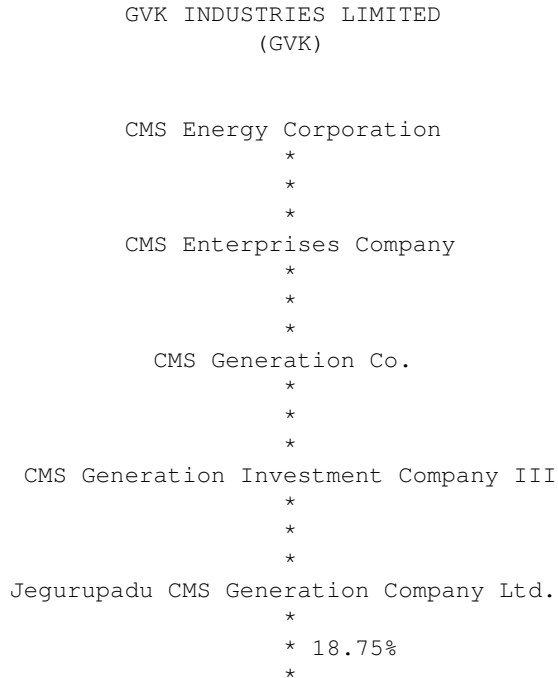 GVK INDUSTRIES LIMITED
(GVK)
CMS Energy Corporation
*
*
*
CMS Enterprises Company
*
*
*
CMS Generation Co.
*
*
*
CMS Generation Investment Company III
*
*
*
Jegurupadu CMS Generation Company Ltd.
*
* 18.75%
*